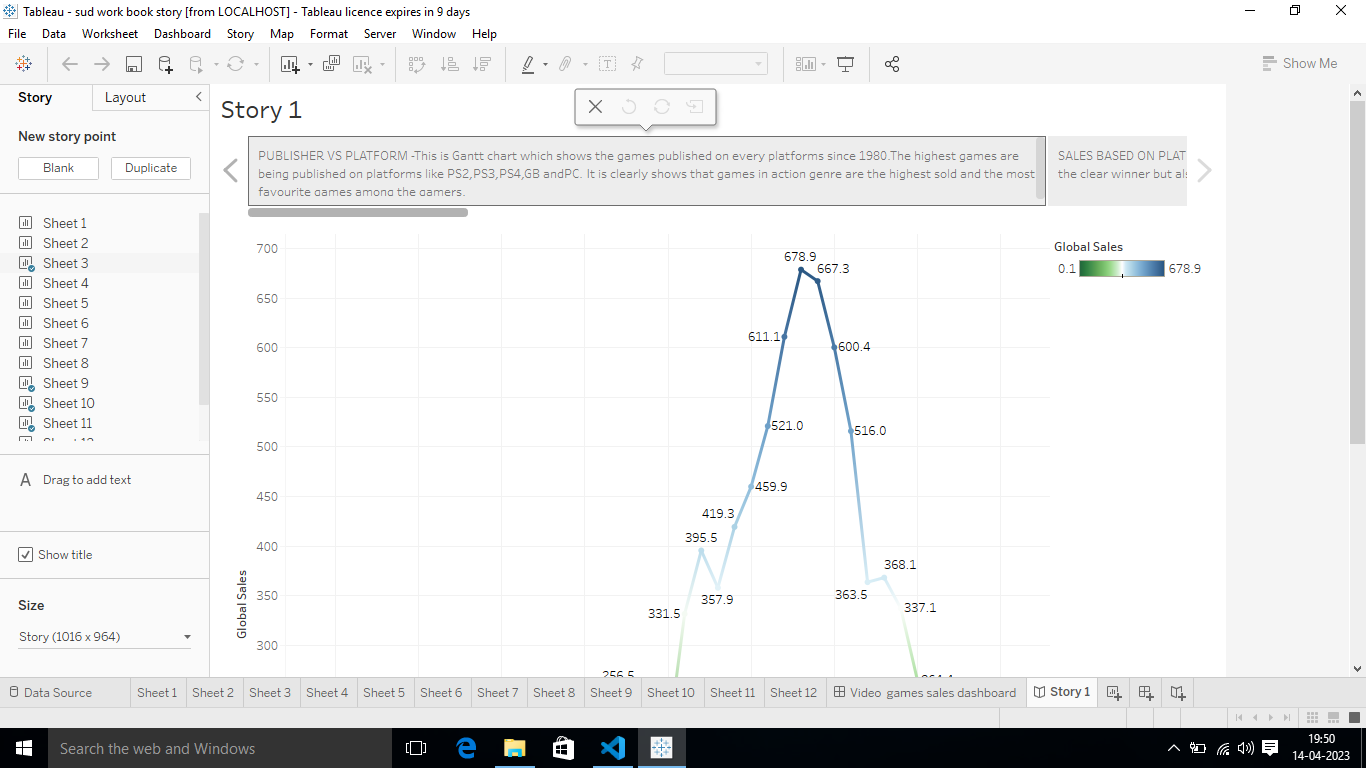 Tableau - sud work book story [from LOCALHOST] - Tableau licence expires in 9 days
File Data Worksheet Dashboard Story Map Format Server Window Help
Show Me
Story Layout
New story point
Blank Duplicate
Sheet 1
Sheet 2
Sheet 3
Sheet 4
Sheet 5
Sheet 6
Sheet 7
Sheet 8
Sheet 9
Sheet 10
Sheet 11
A Drag to add text
Show title
Size
Story (1016 x 964)
Story 1
PUBLISHER VS PLATFORM -This is Gantt chart which shows the games published on every platforms since 1980.The highest games are
being published on platforms like PS2,PS3,PS4,GB andPC. It is clearly shows that games in action genre are the highest sold and the most
favourite games among the gamers.
SALES BASED ON PLAT
the clear winner but als
Global Sales
0.1 678.9
700
650
600
550
500
450
400
350
300
Global Sales
678.9
667.3
611.1
600.4
521.0
516.0
459.9
419.3
395.5
368.1
357.9
363.5
337.1
331.5
256.5
Data Source Sheet 1 Sheet 2 Sheet 3 Sheet 4 Sheet 5 Sheet 6 Sheet 7 Sheet 8 Sheet 9 Sheet 10 Sheet 11 Sheet 12 Video games sales dashboard Story 1
Search the web and Windows
19:50
14-04-2023